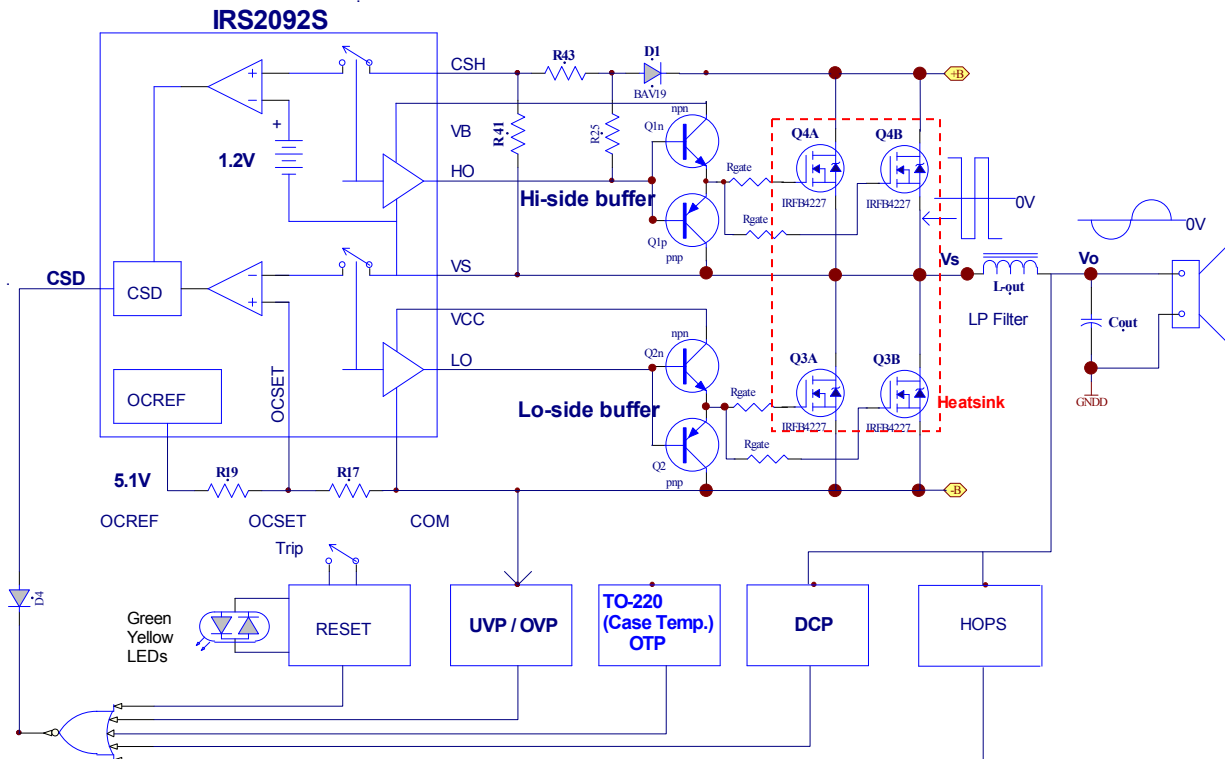 IRS2092S
R43
D1
CSH
BAV19
+B
npn
Q1n
R41
R25
VB
Q4A
Q4B
+
1.2V
HO
Rgate
Hi-side buffer
IRFB4227
IRFB4227
0V
0V
Rgate
Q1p
pnp
Vs
Vo
CSD
CSD
VS
L-out
LP Filter
Cout
VCC
npn
Q2n
LO
Q3A
Q3B
OCREF
OCSET
Rgate
Heatsink
GNDD
Lo-side buffer
IRFB4227
IRFB4227
Rgate
Q2
pnp
5.1V
R19
R17
-B
OCREF
OCSET
COM
Trip
D4
Green
Yellow
LEDs
RESET
UVP / OVP
TO-220
(Case Temp.)
OTP
DCP
HOPS